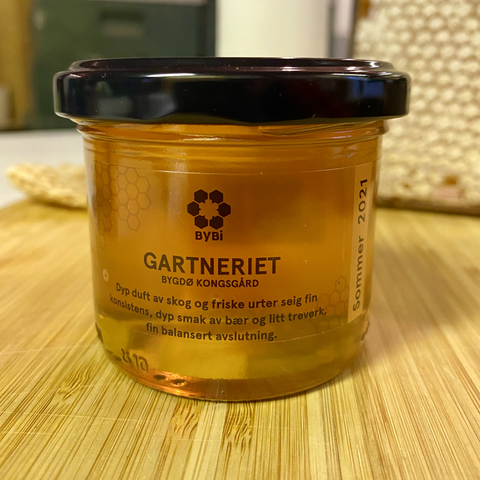 ByBi
GARTNERIET
BYGDØ KONGSGÅRD
Dyp duft av skog og friske urter seig fin
konsistens, dyp smak av bær og litt treverk,
fin balansert avslutning.
Sommer 2021